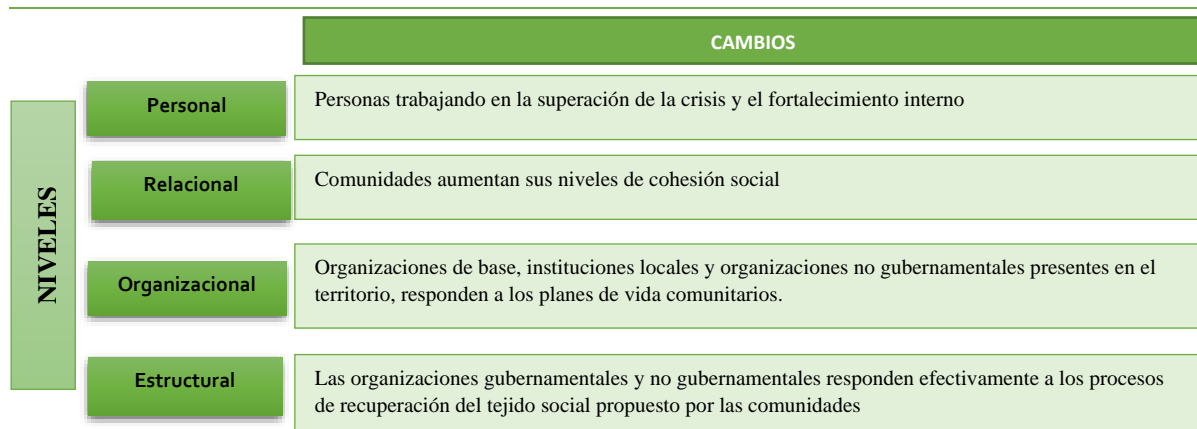 CAMBIOS
NIVELES
Personal
Personas trabajando en la superación de la crisis y el fortalecimiento interno
Relacional
Comunidades aumentan sus niveles de cohesión social
Organizacional
Organizaciones de base, instituciones locales y organizaciones no gubernamentales presentes en el
territorio, responden a los planes de vida comunitarios.
Estructural
Las organizaciones gubernamentales y no gubernamentales responden efectivamente a los procesos
de recuperación del tejido social propuesto por las comunidades